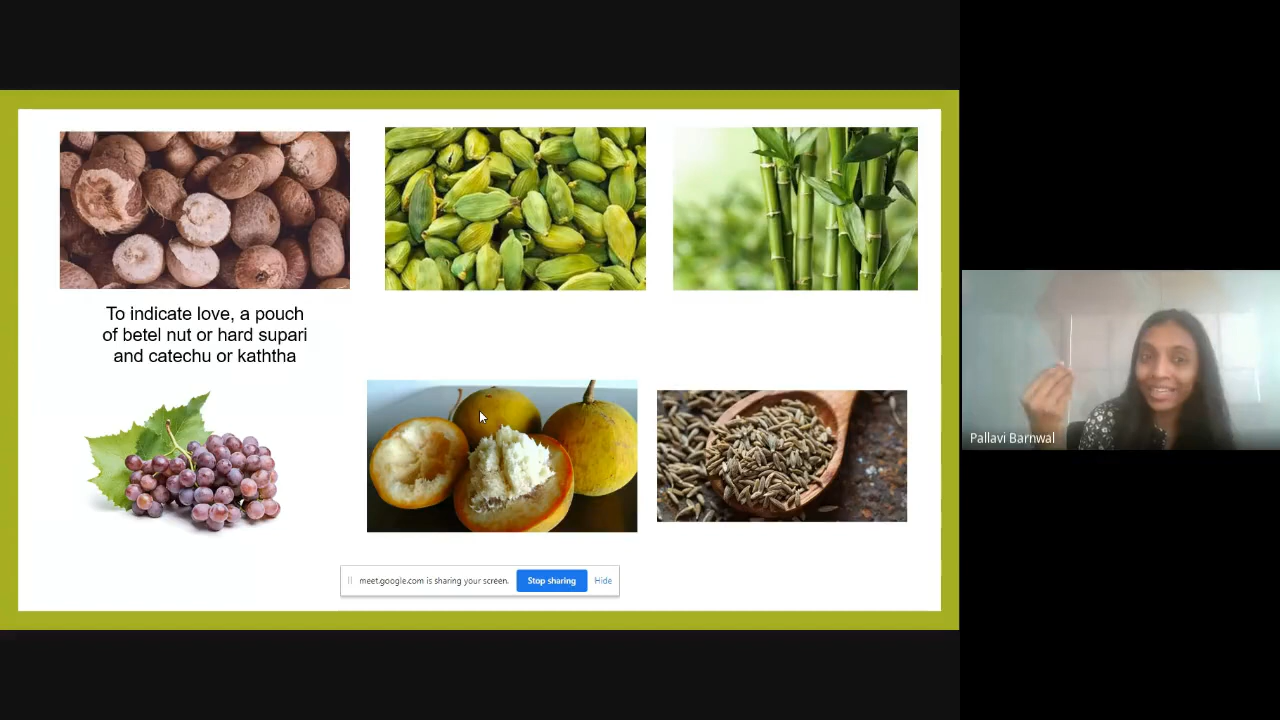 To indicate love, a pouch
of betel nut or hard supari
and catechu or kaththa
meet.google.com is sharing your screen.
Stop sharing
Hide
Pallavi Barnwal